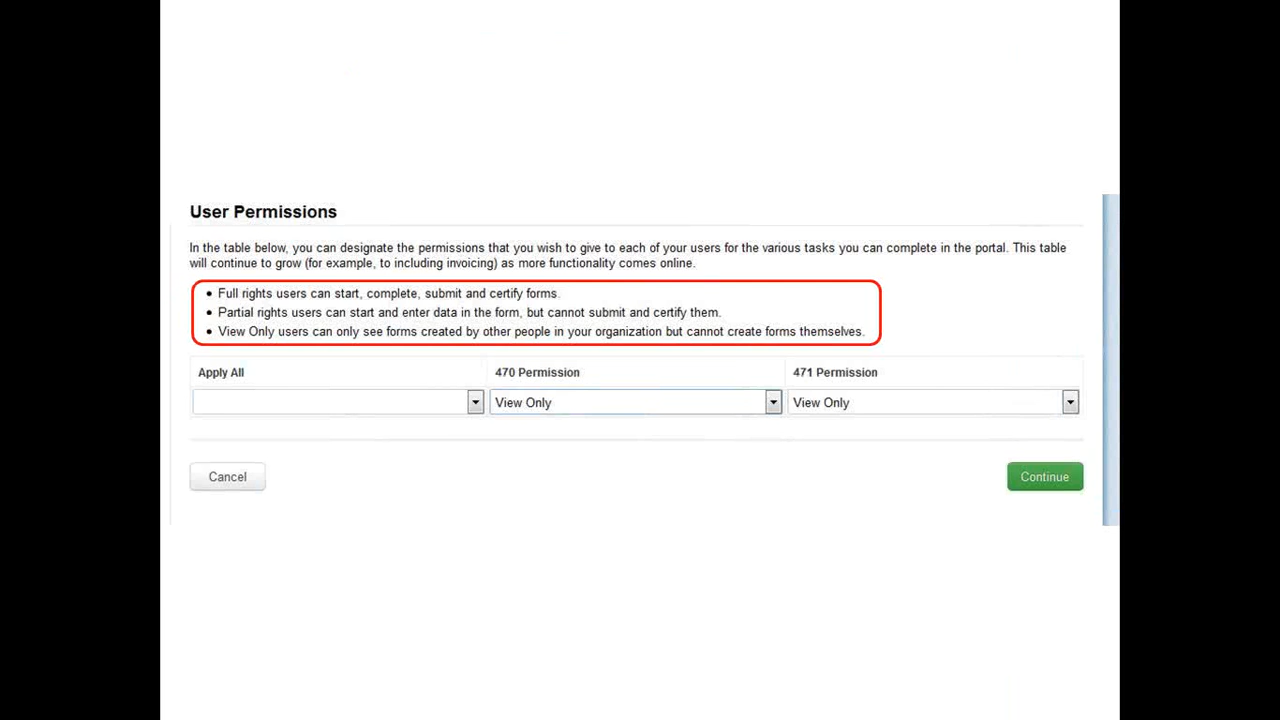 User Permissions
In the table below, you can designate the permissions that you wish to give to each of your users for the various tasks you can complete in the portal. This table
will continue to grow (for example, to including invoicing) as more functionality comes online.
• Full rights users can start, complete, submit and certify forms.
• Partial rights users can start and enter data in the form, but cannot submit and certify them.
• View Only users can only see forms created by other people in your organization but cannot create forms themselves.
Apply All 470 Permission 471 Permission
View Only View Only
Cancel Continue